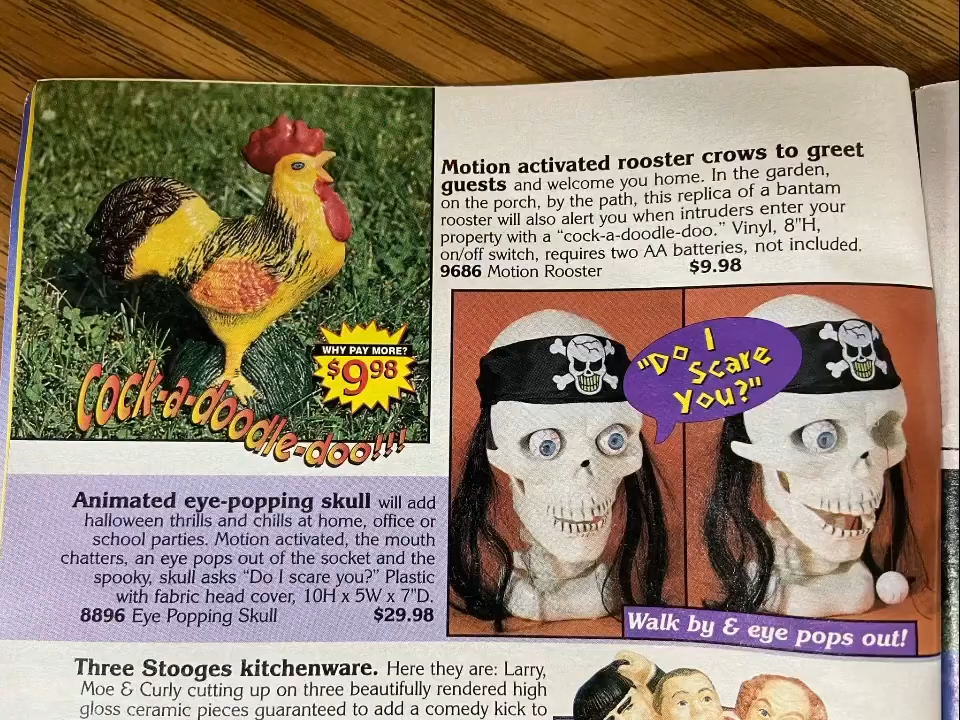 Motion activated rooster crows to greet
guests and welcome you home. In the garden,
on the porch, by the path, this replica of a bantam
rooster will also alert you when intruders enter your
property with a “cock-a-doodle-doo.” Vinyl, 8"H,
on/off switch, requires two AA batteries, not included.
9686 Motion Rooster $9.98
WHY PAY MORE?
$9.98
Cock-a-doodle-doo!!!
"Do I
Scare
You?"
Walk by & eye pops out!
Animated eye-popping skull will add
halloween thrills and chills at home, office or
school parties. Motion activated, the mouth
chatters, an eye pops out of the socket and the
spooky, skull asks “Do I scare you?” Plastic
with fabric head cover, 10H x 5W x 7"D.
8896 Eye Popping Skull $29.98
Three Stooges kitchenware. Here they are: Larry,
Moe & Curly cutting up on three beautifully rendered high
gloss ceramic pieces guaranteed to add a comedy kick to